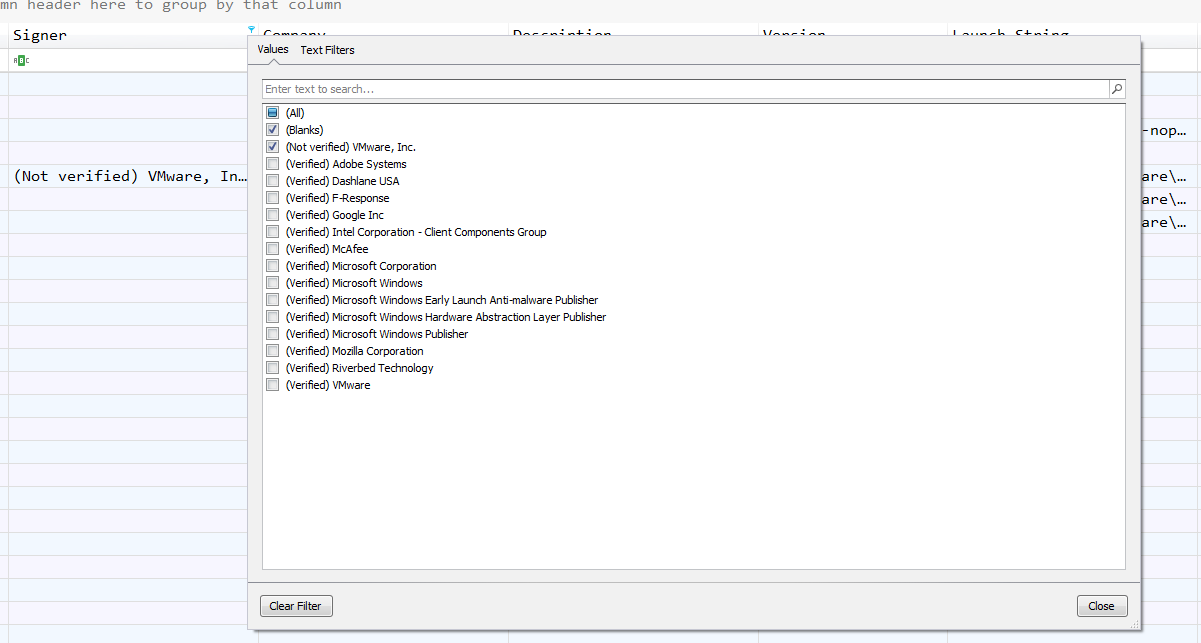 mn header here to group by that column
Signer
Company
Description
Version
Launch String
ABC
Values
Text Filters
Enter text to search...
(All)
(Blanks)
(Not verified) VMware, Inc.
(Verified) Adobe Systems
(Verified) Dashlane USA
(Verified) F-Response
(Verified) Google Inc
(Verified) Intel Corporation - Client Components Group
(Verified) McAfee
(Verified) Microsoft Corporation
(Verified) Microsoft Windows
(Verified) Microsoft Windows Early Launch Anti-malware Publisher
(Verified) Microsoft Windows Hardware Abstraction Layer Publisher
(Verified) Microsoft Windows Publisher
(Verified) Mozilla Corporation
(Verified) Riverbed Technology
(Verified) VMware
-nop…
(Not verified) VMware, In…
are\…
are\…
are\…
Clear Filter
Close